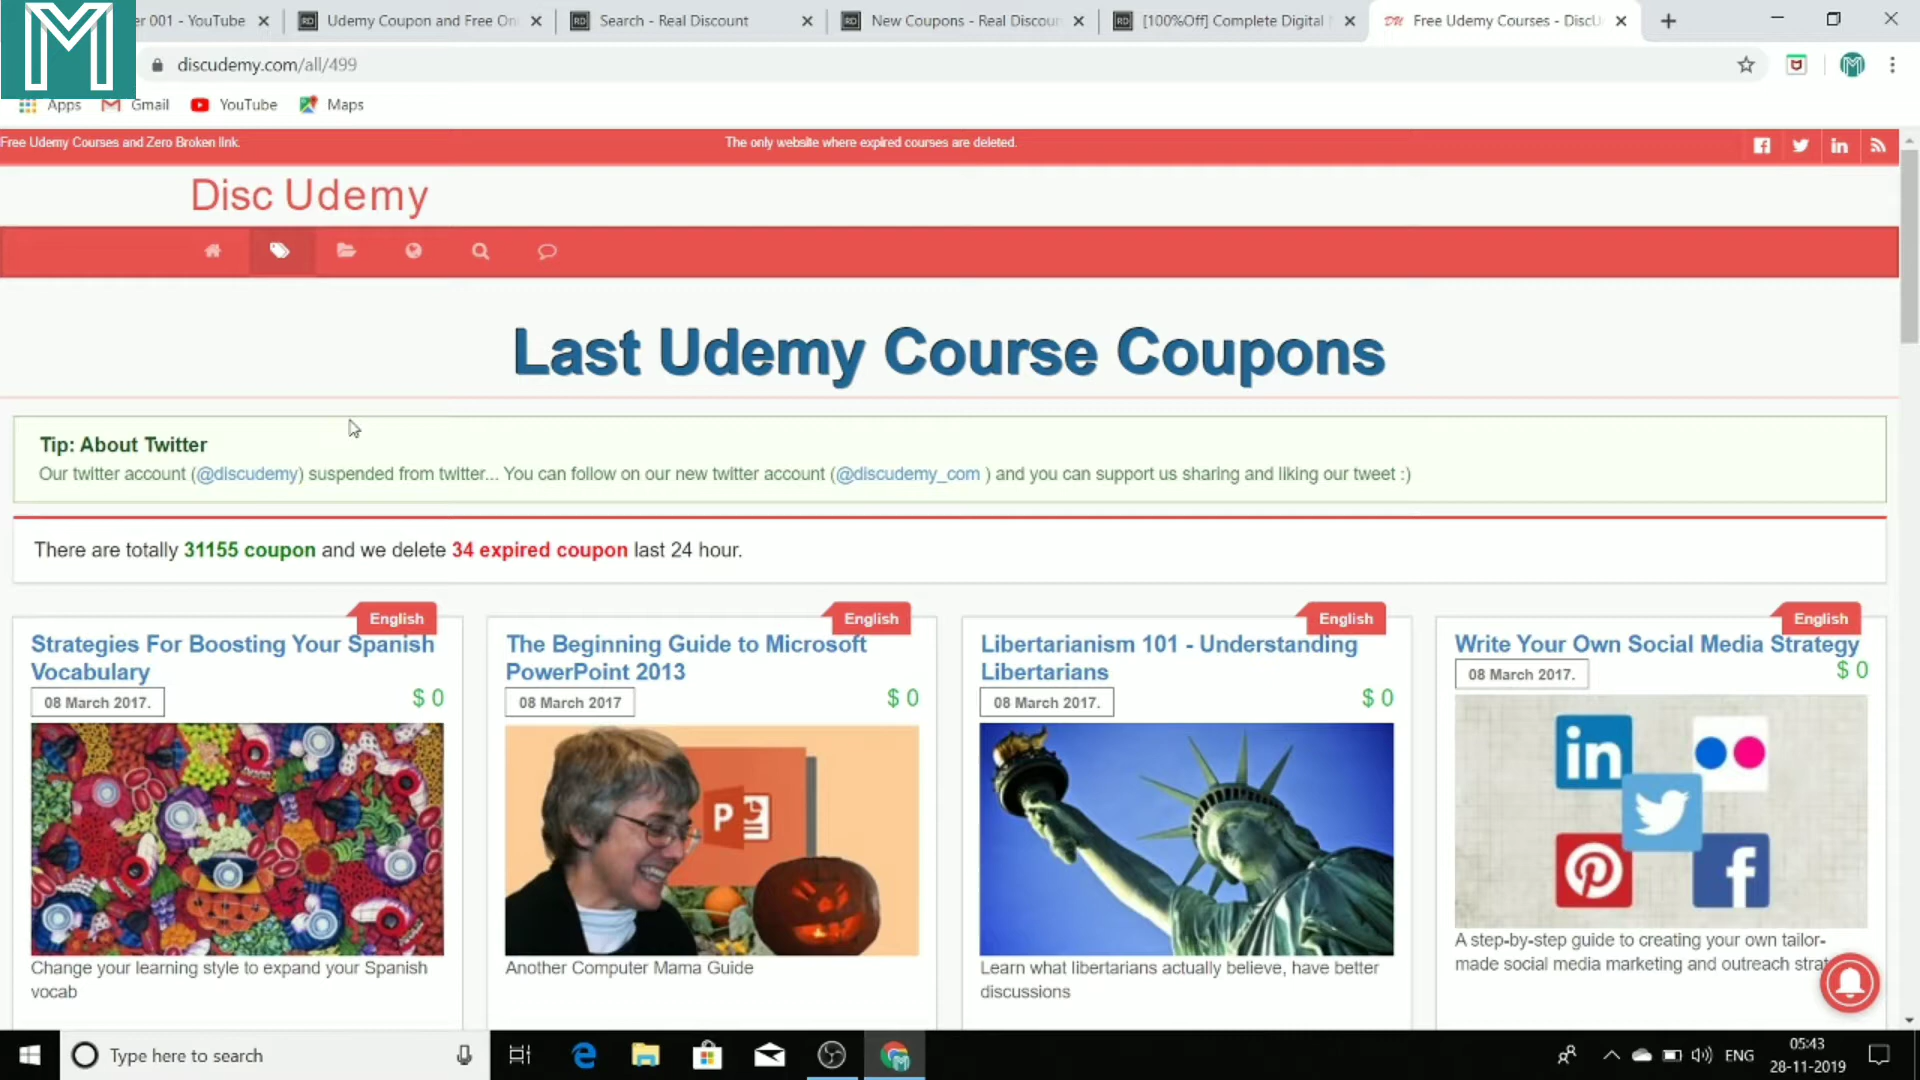 er 001 - YouTube
Udemy Coupon and Free On
Search - Real Discount
New Coupons - Real Discoun
[100%Off] Complete Digital
Free Udemy Courses - DiscU
discudemy.com/all/499
Apps
Gmail
YouTube
Maps
Free Udemy Courses and Zero Broken link.
The only website where expired courses are deleted.
Disc Udemy
Last Udemy Course Coupons
Tip: About Twitter
Our twitter account (@discudemy) suspended from twitter... You can follow on our new twitter account (@discudemy_com ) and you can support us sharing and liking our tweet :)
There are totally 31155 coupon and we delete 34 expired coupon last 24 hour.
English
Strategies For Boosting Your Spanish
Vocabulary
08 March 2017.
$ 0
Change your learning style to expand your Spanish
vocab
English
The Beginning Guide to Microsoft
PowerPoint 2013
08 March 2017
$ 0
Another Computer Mama Guide
English
Libertarianism 101 - Understanding
Libertarians
08 March 2017.
$ 0
Learn what libertarians actually believe, have better
discussions
English
Write Your Own Social Media Strategy
08 March 2017.
$ 0
A step-by-step guide to creating your own tailor-
made social media marketing and outreach strat
Type here to search
ENG
05:43
28-11-2019